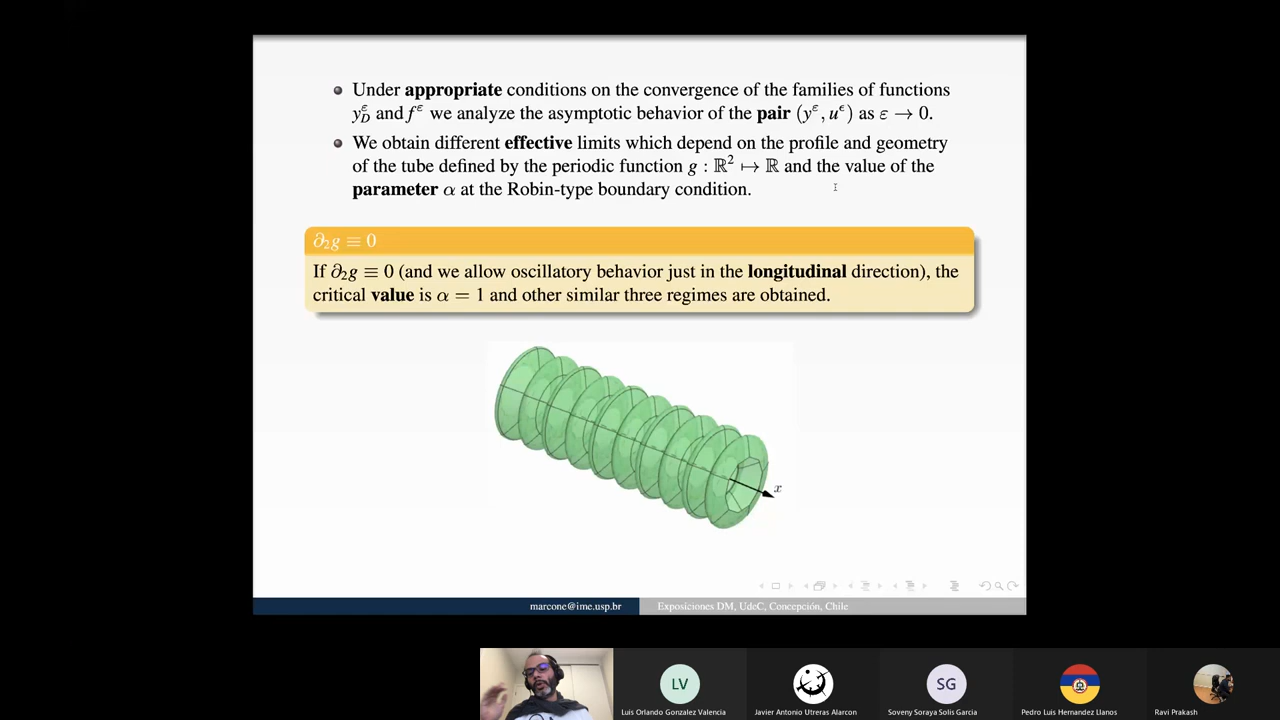 Under appropriate conditions on the convergence of the families of functions
y_D^ε and f^ε we analyze the asymptotic behavior of the pair (y^ε, u^ϵ) as ε → 0.
We obtain different effective limits which depend on the profile and geometry
of the tube defined by the periodic function g : ℝ² ↦ ℝ and the value of the
parameter α at the Robin-type boundary condition.
∂₂g ≡ 0
If ∂₂g ≡ 0 (and we allow oscillatory behavior just in the longitudinal direction), the
critical value is α = 1 and other similar three regimes are obtained.
x
marcone@ime.usp.br
Exposiciones DM, UdeC, Concepción, Chile
LV
SG
Luis Orlando Gonzalez Valencia
Javier Antonio Utreras Alarcon
Soveny Soraya Solis Garcia
Pedro Luis Hernandez Llanos
Ravi Prakash